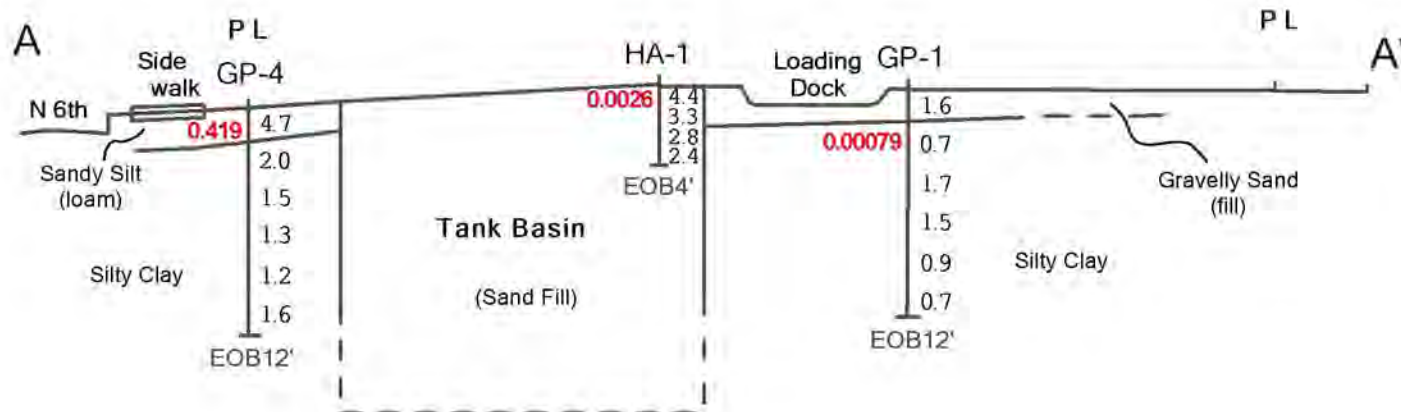 A
P L
Side
walk
GP-4
N 6th
0.419
4.7
2.0
1.5
1.3
1.2
1.6
EOB12'
Sandy Silt
(loam)
Silty Clay
HA-1
0.0026
4.4
3.3
2.8
2.4
EOB4'
Tank Basin
(Sand Fill)
Loading
Dock
GP-1
0.00079
1.6
0.7
1.7
1.5
0.9
0.7
EOB12'
P L
A'
Gravelly Sand
(fill)
Silty Clay